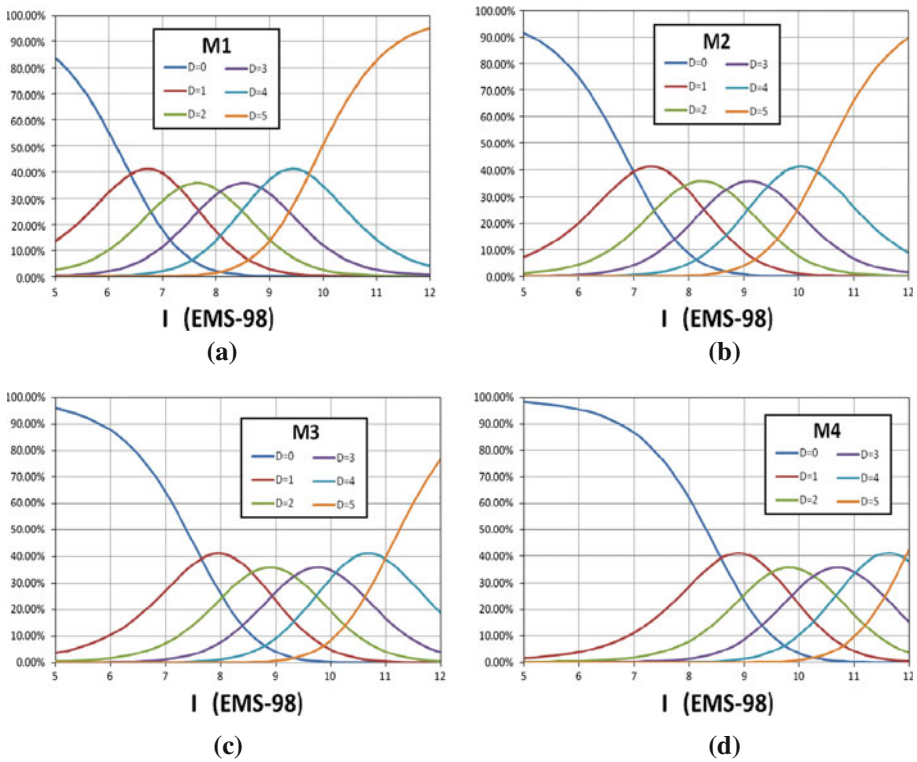 M1
D=0 D=3
D=1 D=4
D=2 D=5
100.00%
90.00%
80.00%
70.00%
60.00%
50.00%
40.00%
30.00%
20.00%
10.00%
0.00%
5 6 7 8 9 10 11 12
I (EMS-98)
(a)
M2
D=0 D=3
D=1 D=4
D=2 D=5
100.00%
90.00%
80.00%
70.00%
60.00%
50.00%
40.00%
30.00%
20.00%
10.00%
0.00%
5 6 7 8 9 10 11 12
I (EMS-98)
(b)
M3
D=0 D=3
D=1 D=4
D=2 D=5
100.00%
90.00%
80.00%
70.00%
60.00%
50.00%
40.00%
30.00%
20.00%
10.00%
0.00%
5 6 7 8 9 10 11 12
I (EMS-98)
(c)
M4
D=0 D=3
D=1 D=4
D=2 D=5
100.00%
90.00%
80.00%
70.00%
60.00%
50.00%
40.00%
30.00%
20.00%
10.00%
0.00%
5 6 7 8 9 10 11 12
I (EMS-98)
(d)